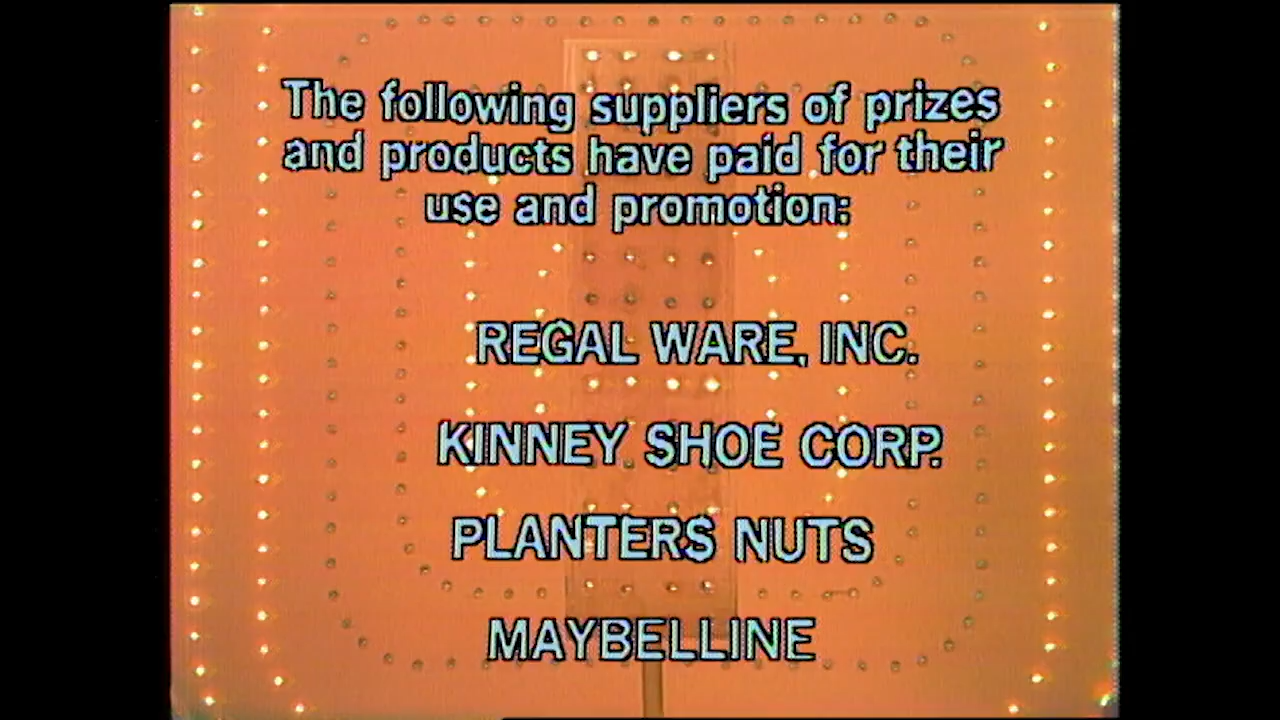 The following suppliers of prizes
and products have paid for their
use and promotion:
REGAL WARE, INC.
KINNEY SHOE CORP.
PLANTERS NUTS
MAYBELLINE